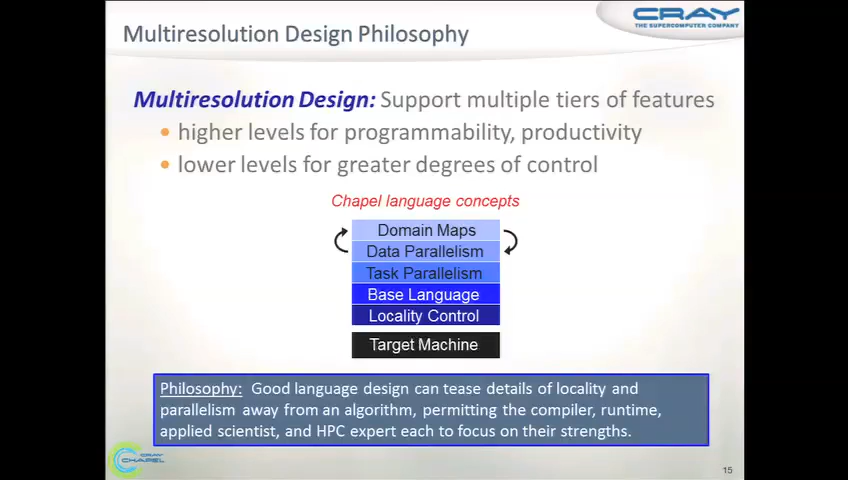 CRAY
THE SUPERCOMPUTER COMPANY
Multiresolution Design Philosophy
Multiresolution Design: Support multiple tiers of features
• higher levels for programmability, productivity
• lower levels for greater degrees of control
Chapel language concepts
Domain Maps
Data Parallelism
Task Parallelism
Base Language
Locality Control
Target Machine
Philosophy: Good language design can tease details of locality and
parallelism away from an algorithm, permitting the compiler, runtime,
applied scientist, and HPC expert each to focus on their strengths.
CRAY
CHAPEL
15